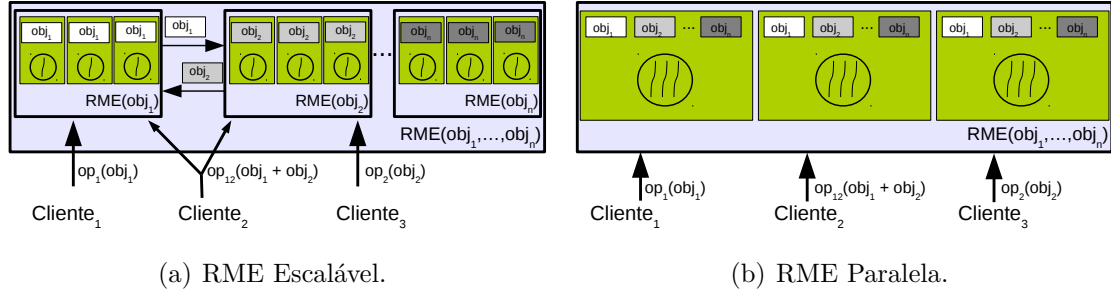 obj₁ obj₁ obj₁ obj₁ obj₂ obj₂ obj₂ ... objₙ objₙ objₙ
obj₂
RME(obj₁) RME(obj₂) RME(objₙ)
RME(obj₁,...,objₙ)
op₁(obj₁) op₁₂(obj₁ + obj₂) op₂(obj₂)
Cliente₁ Cliente₂ Cliente₃
(a) RME Escalável.
obj₁ obj₂ ... objₙ obj₁ obj₂ ... objₙ obj₁ obj₂ ... objₙ
RME(obj₁,...,objₙ)
op₁(obj₁) op₁₂(obj₁ + obj₂) op₂(obj₂)
Cliente₁ Cliente₂ Cliente₃
(b) RME Paralela.